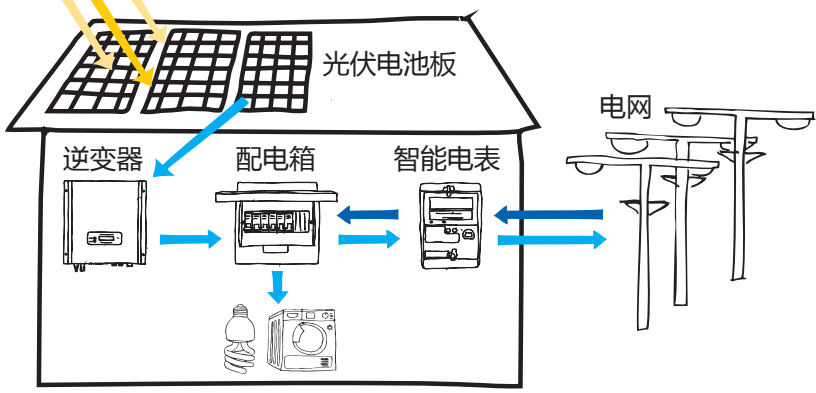 光伏电池板
电网
逆变器
配电箱
智能电表